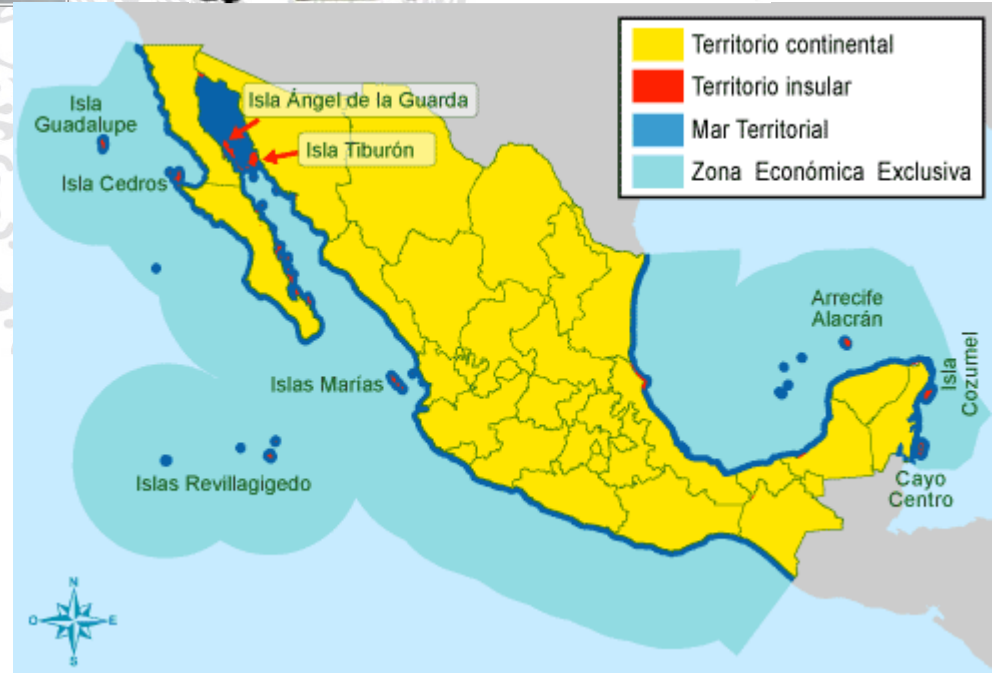 Territorio continental
Territorio insular
Mar Territorial
Zona Económica Exclusiva
Isla Ángel de la Guarda
Isla
Guadalupe
Isla Tiburón
Isla Cedros
Arrecife
Alacrán
Isla
Cozumel
Islas Marías
Islas Revillagigedo
Cayo
Centro
N
O
E
S